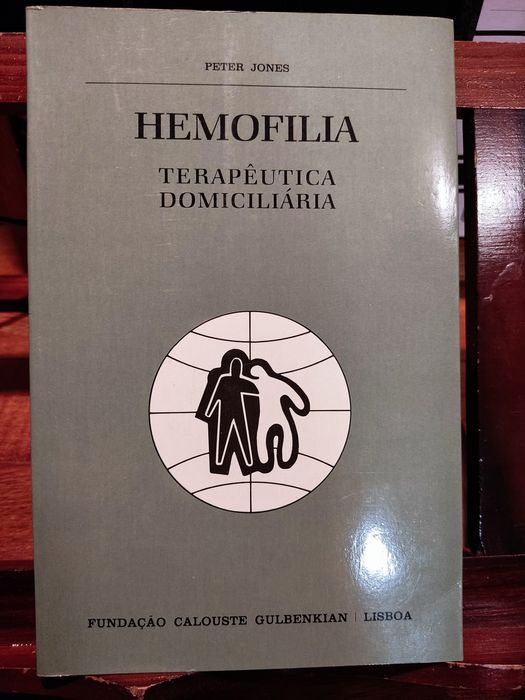 PETER JONES
HEMOFILIA
TERAPÊUTICA
DOMICILIÁRIA
FUNDAÇÃO CALOUSTE GULBENKIAN | LISBOA